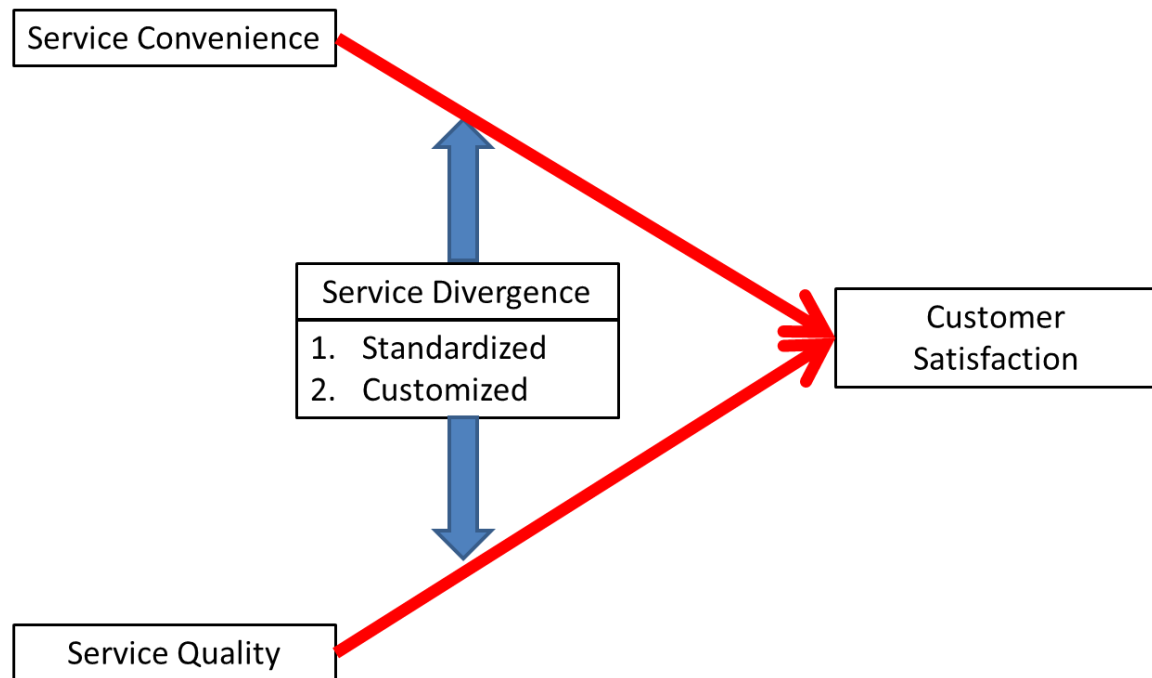 Service Convenience
Service Divergence
1. Standardized
2. Customized
Customer
Satisfaction
Service Quality